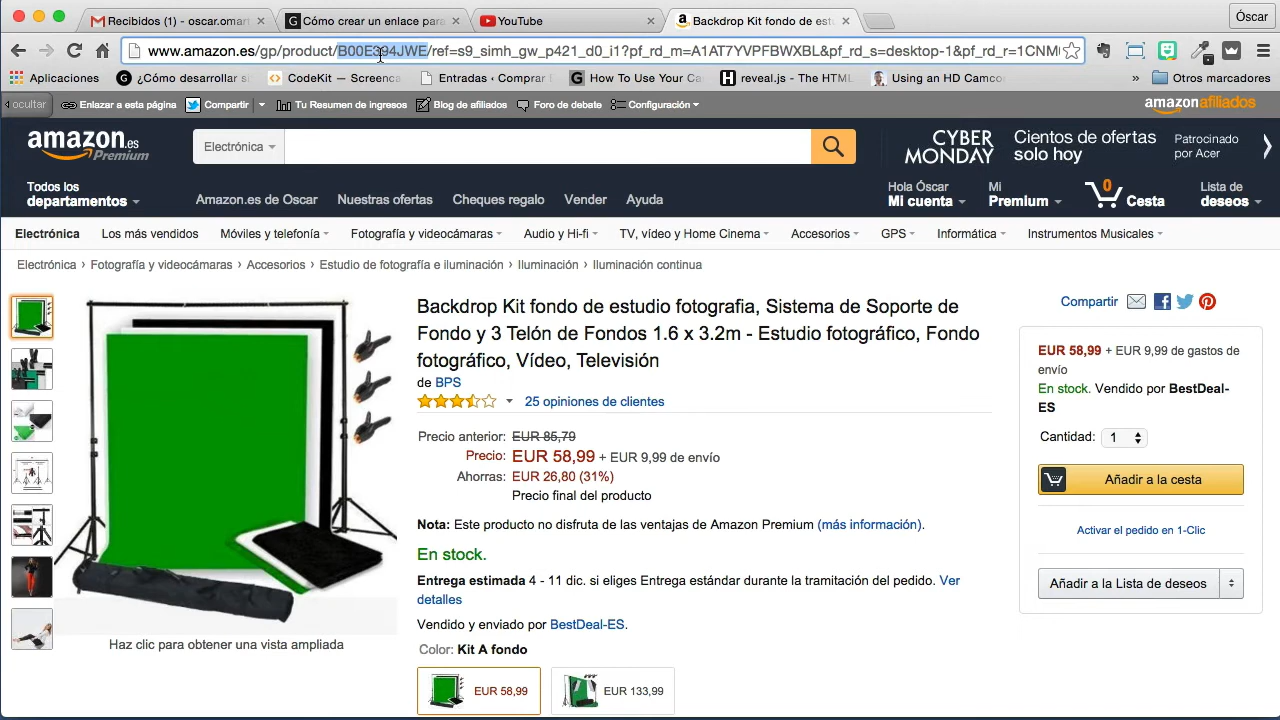 Recibidos (1) - oscar.omart
Cómo crear un enlace para
YouTube
Backdrop Kit fondo de est
Óscar
www.amazon.es/gp/product/B00E394JWE/ref=s9_simh_gw_p421_d0_i1?pf_rd_m=A1AT7YVPFBWXBL&pf_rd_s=desktop-1&pf_rd_r=1CNM
Aplicaciones
¿Cómo desarrollar s
CodeKit — Screenca
Entradas ‹ Comprar
How To Use Your Ca
reveal.js - The HTML
Using an HD Camco
»
Otros marcadores
ocultar
Enlazar a esta página
Compartir
Tu Resumen de ingresos
Blog de afiliados
Foro de debate
Configuración
amazonafiliados
amazon.es
Premium
Electrónica
CYBER
MONDAY
Cientos de ofertas
solo hoy
Patrocinado
por Acer
Todos los
departamentos
Amazon.es de Oscar
Nuestras ofertas
Cheques regalo
Vender
Ayuda
Hola Óscar
Mi cuenta
Mi
Premium
0
Cesta
Lista de
deseos
Electrónica
Los más vendidos
Móviles y telefonía
Fotografía y videocámaras
Audio y Hi-fi
TV, vídeo y Home Cinema
Accesorios
GPS
Informática
Instrumentos Musicales
Electrónica › Fotografía y videocámaras › Accesorios › Estudio de fotografía e iluminación › Iluminación › Iluminación continua
Backdrop Kit fondo de estudio fotografia, Sistema de Soporte de
Fondo y 3 Telón de Fondos 1.6 x 3.2m - Estudio fotográfico, Fondo
fotográfico, Vídeo, Televisión
de BPS
25 opiniones de clientes
Precio anterior: EUR 85,79
Precio: EUR 58,99 + EUR 9,99 de envío
Ahorras: EUR 26,80 (31%)
Precio final del producto
Nota: Este producto no disfruta de las ventajas de Amazon Premium (más información).
En stock.
Entrega estimada 4 - 11 dic. si eliges Entrega estándar durante la tramitación del pedido. Ver
detalles
Vendido y enviado por BestDeal-ES.
Color: Kit A fondo
EUR 58,99
EUR 133,99
Haz clic para obtener una vista ampliada
Compartir
EUR 58,99 + EUR 9,99 de gastos de
envío
En stock. Vendido por BestDeal-
ES
Cantidad: 1
Añadir a la cesta
Activar el pedido en 1-Clic
Añadir a la Lista de deseos